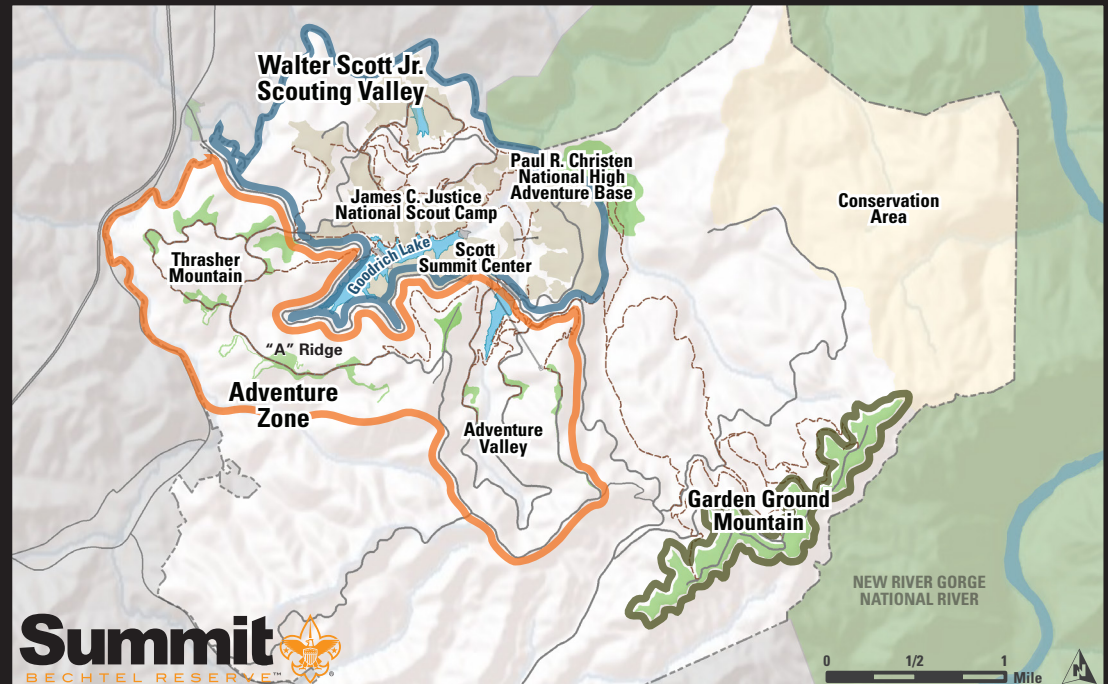 Walter Scott Jr.
Scouting Valley
Paul R. Christen
National High
Adventure Base
James C. Justice
National Scout Camp
Conservation
Area
Goodrich Lake
Scott
Summit Center
Thrasher
Mountain
"A" Ridge
Adventure
Zone
Adventure
Valley
Garden Ground
Mountain
NEW RIVER GORGE
NATIONAL RIVER
Summit
BECHTEL RESERVE™
®
0 1/2 1
Mile
N